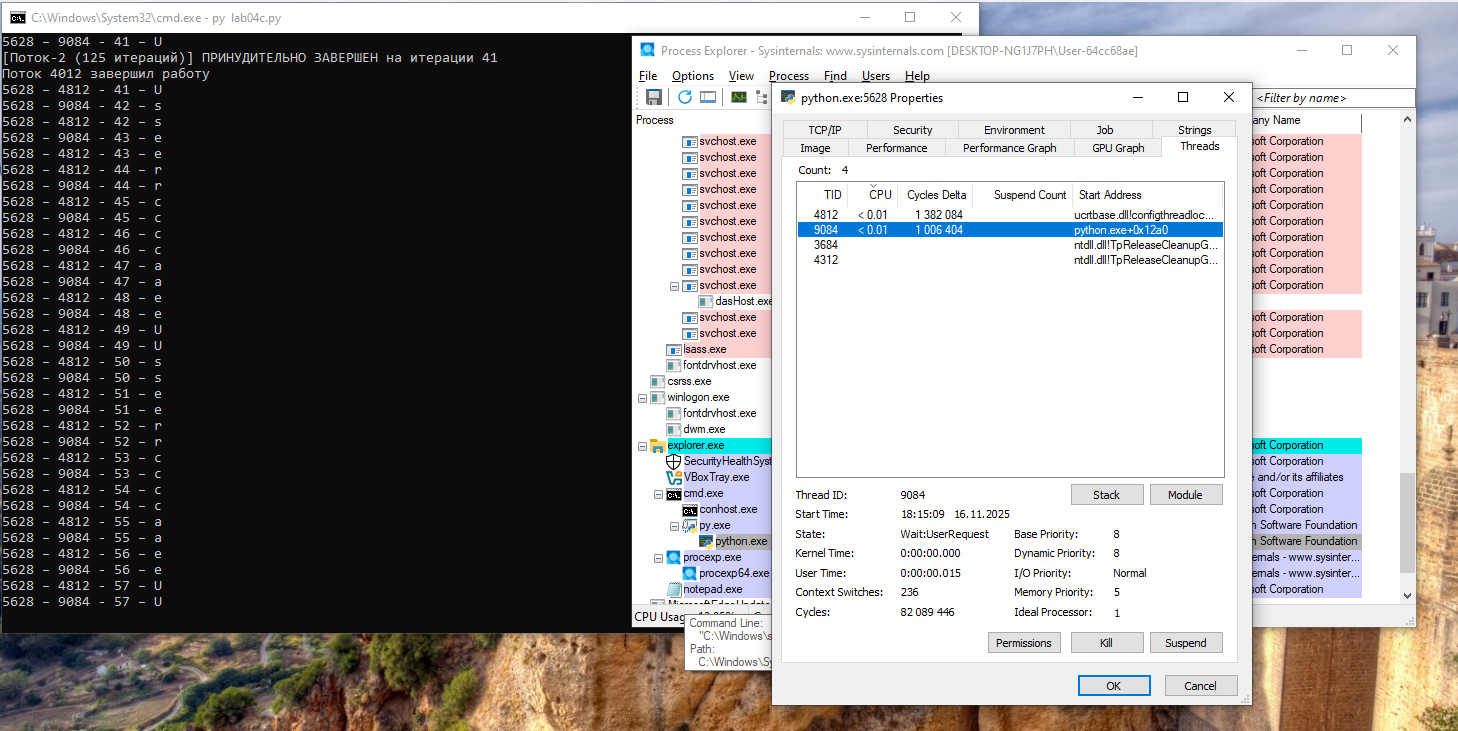 C:\Windows\System32\cmd.exe - py lab04c.py
5628 – 9084 - 41 – U
[Поток-2 (125 итераций)] ПРИНУДИТЕЛЬНО ЗАВЕРШЕН на итерации 41
Поток 4012 завершил работу
5628 – 4812 - 41 – U
5628 – 9084 - 42 – s
5628 – 4812 - 42 – s
5628 – 9084 - 43 – e
5628 – 4812 - 43 – e
5628 – 4812 - 44 – r
5628 – 9084 - 44 – r
5628 – 4812 - 45 – c
5628 – 9084 - 45 – c
5628 – 4812 - 46 – c
5628 – 9084 - 46 – c
5628 – 4812 - 47 – a
5628 – 9084 - 47 – a
5628 – 4812 - 48 – e
5628 – 9084 - 48 – e
5628 – 4812 - 49 – U
5628 – 9084 - 49 – U
5628 – 4812 - 50 – s
5628 – 9084 - 50 – s
5628 – 4812 - 51 – e
5628 – 9084 - 51 – e
5628 – 4812 - 52 – r
5628 – 9084 - 52 – r
5628 – 4812 - 53 – c
5628 – 9084 - 53 – c
5628 – 4812 - 54 – c
5628 – 9084 - 54 – c
5628 – 4812 - 55 – a
5628 – 9084 - 55 – a
5628 – 4812 - 56 – e
5628 – 9084 - 56 – e
5628 – 4812 - 57 – U
5628 – 9084 - 57 – U
Process Explorer - Sysinternals: www.sysinternals.com [DESKTOP-NG1J7PH\User-64cc68ae]
File Options View Process Find Users Help
<Filter by name>
Process
any Name
svchost.exe
soft Corporation
svchost.exe
soft Corporation
svchost.exe
soft Corporation
svchost.exe
soft Corporation
svchost.exe
soft Corporation
svchost.exe
soft Corporation
svchost.exe
soft Corporation
svchost.exe
soft Corporation
svchost.exe
soft Corporation
svchost.exe
soft Corporation
dasHost.exe
svchost.exe
soft Corporation
svchost.exe
soft Corporation
lsass.exe
soft Corporation
fontdrvhost.exe
csrss.exe
winlogon.exe
fontdrvhost.exe
dwm.exe
explorer.exe
soft Corporation
SecurityHealthSyst
soft Corporation
VBoxTray.exe
e and/or its affiliates
cmd.exe
soft Corporation
conhost.exe
soft Corporation
py.exe
n Software Foundation
python.exe
n Software Foundation
procexp.exe
ernals - www.sysinter...
procexp64.exe
ernals - www.sysinter...
notepad.exe
soft Corporation
CPU Usag
Command Line:
"C:\Windows\s
Path:
C:\Windows\Sy
python.exe:5628 Properties
TCP/IP Security Environment Job Strings
Image Performance Performance Graph GPU Graph Threads
Count: 4
TID CPU Cycles Delta Suspend Count Start Address
4812 < 0.01 1 382 084 ucrtbase.dll!configthreadloc...
9084 < 0.01 1 006 404 python.exe+0x12a0
3684 ntdll.dll!TpReleaseCleanupG...
4312 ntdll.dll!TpReleaseCleanupG...
Thread ID: 9084 Stack Module
Start Time: 18:15:09 16.11.2025
State: Wait:UserRequest Base Priority: 8
Kernel Time: 0:00:00.000 Dynamic Priority: 8
User Time: 0:00:00.015 I/O Priority: Normal
Context Switches: 236 Memory Priority: 5
Cycles: 82 089 446 Ideal Processor: 1
Permissions Kill Suspend
OK Cancel